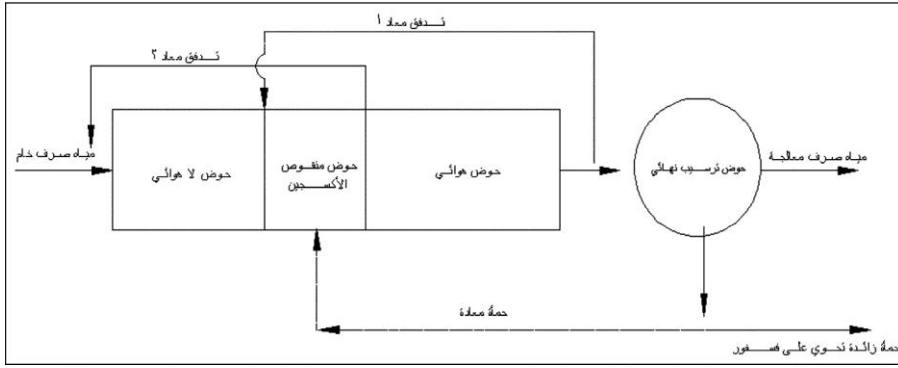 تدفق معاد ١
تدفق معاد ٢
مياه صرف خام
حوض لا هوائي
حوض منقوص
الأكسجين
حوض هوائي
حوض ترسيب نهائي
مياه صرف معالجة
حمأة معادة
حمأة زائدة تحوي على فسفور